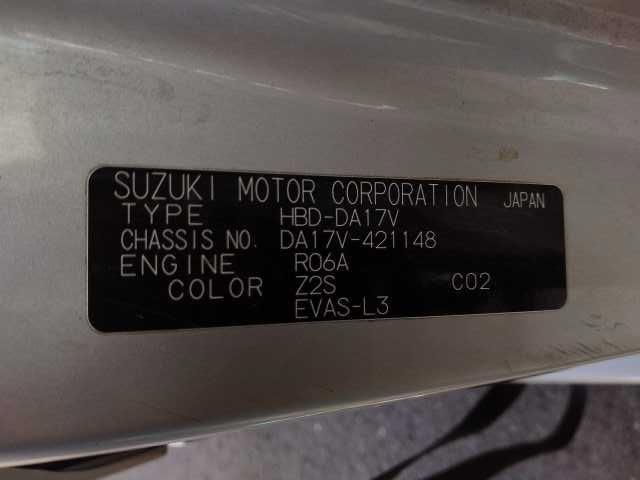 SUZUKI MOTOR CORPORATION JAPAN
TYPE HBD-DA17V
CHASSIS NO. DA17V-421148
ENGINE R06A
COLOR Z2S C02
EVAS-L3